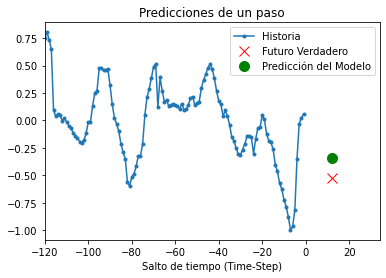 Predicciones de un paso
Historia
Futuro Verdadero
Predicción del Modelo
0.75
0.50
0.25
0.00
−0.25
−0.50
−0.75
−1.00
−120 −100 −80 −60 −40 −20 0 20
Salto de tiempo (Time-Step)